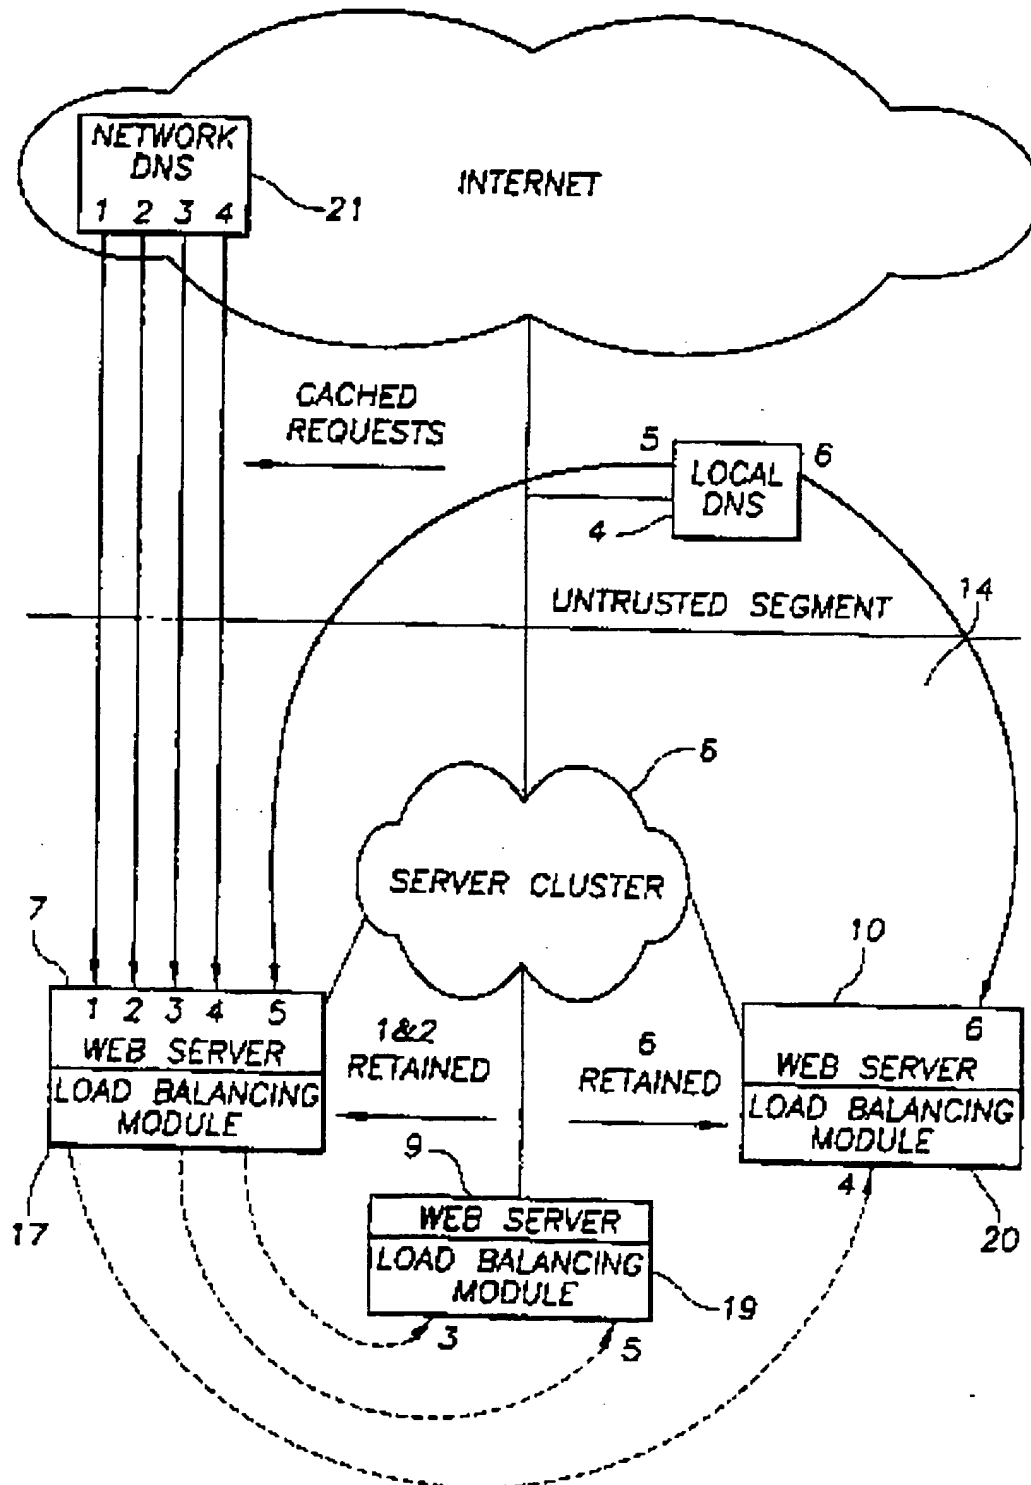 NETWORK
DNS
1 2 3 4
21
INTERNET
CACHED
REQUESTS
5
LOCAL
DNS
6
4
UNTRUSTED SEGMENT
14
6
SERVER CLUSTER
7
1 2 3 4 5
WEB SERVER
LOAD BALANCING
MODULE
17
1&2
RETAINED
6
RETAINED
10
6
WEB SERVER
LOAD BALANCING
MODULE
4
20
9
WEB SERVER
LOAD BALANCING
MODULE
19
3
5